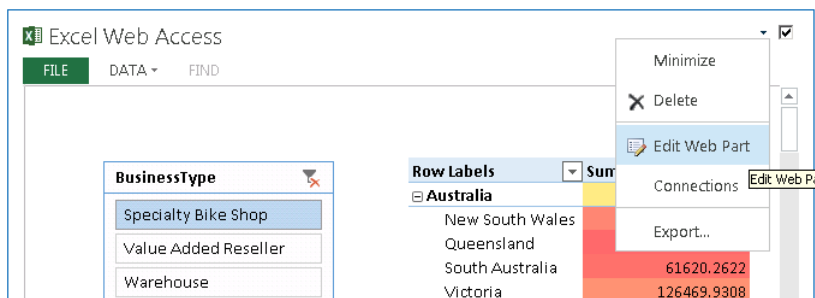 Excel Web Access
FILE DATA FIND
Minimize
Delete
Edit Web Part
Connections
Edit Web
Export...
BusinessType
Specialty Bike Shop
Value Added Reseller
Warehouse
Row Labels Sum
Australia
New South Wales
Queensland
South Australia 61620.2622
Victoria 126469.9308